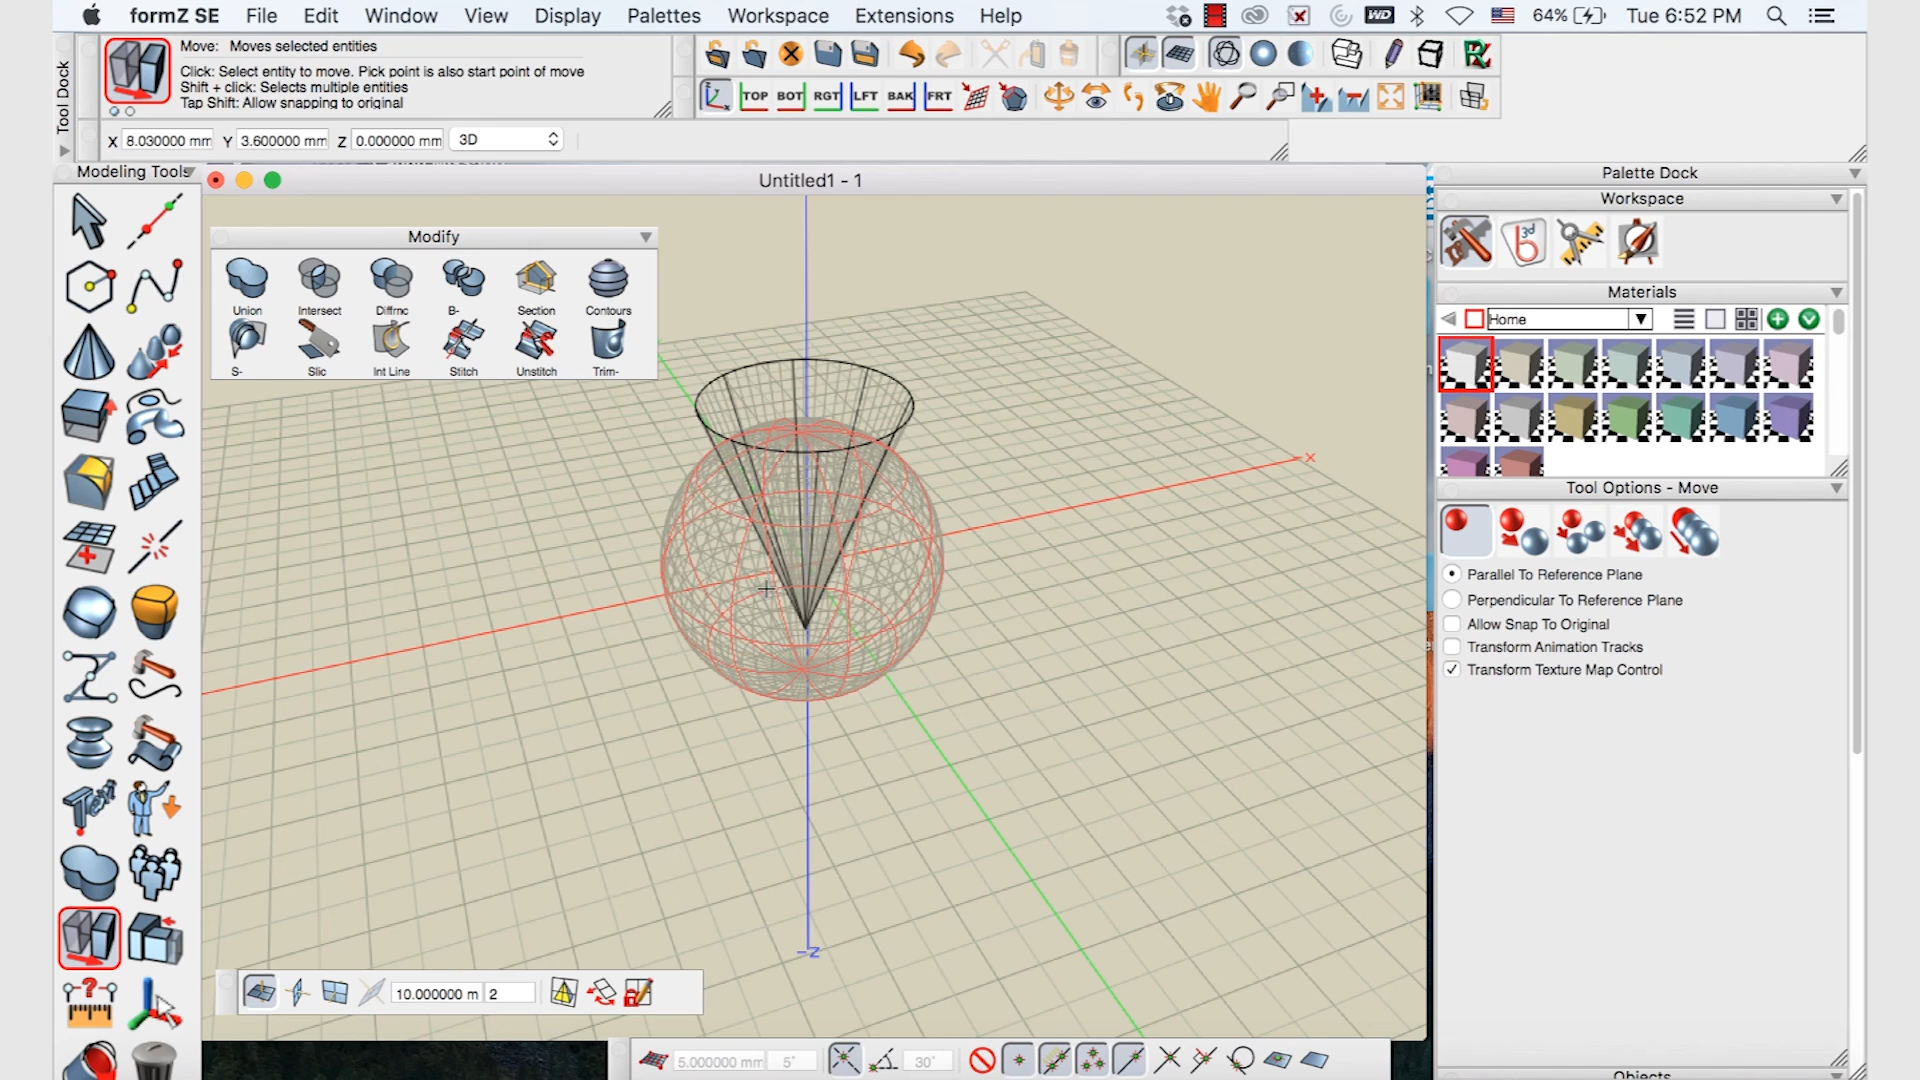 formZ SE File Edit Window View Display Palettes Workspace Extensions Help WD 64% Tue 6:52 PM
Tool Dock
Move: Moves selected entities
Click: Select entity to move. Pick point is also start point of move
Shift + click: Selects multiple entities
Tap Shift: Allow snapping to original
TOP BOT RGT LFT BAK FRT
X 8.030000 mm Y 3.600000 mm Z 0.000000 mm 3D
Modeling Tools
Untitled1 - 1
Modify
Union Intersect Diffrnc B- Section Contours
S- Slic Int Line Stitch Unstitch Trim-
X
-Z
10.000000 m 2
5.000000 mm 5° 30°
Palette Dock
Workspace
3d
Materials
Home
Tool Options - Move
Parallel To Reference Plane
Perpendicular To Reference Plane
Allow Snap To Original
Transform Animation Tracks
Transform Texture Map Control
Objects